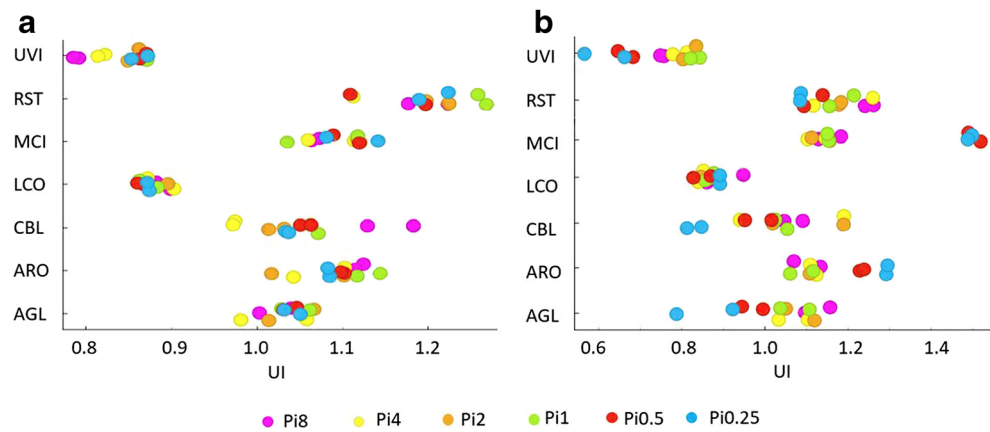 a
b
UVI
RST
MCI
LCO
CBL
ARO
AGL
0.8 0.9 1.0 1.1 1.2
UI
UVI
RST
MCI
LCO
CBL
ARO
AGL
0.6 0.8 1.0 1.2 1.4
UI
Pi8 Pi4 Pi2 Pi1 Pi0.5 Pi0.25